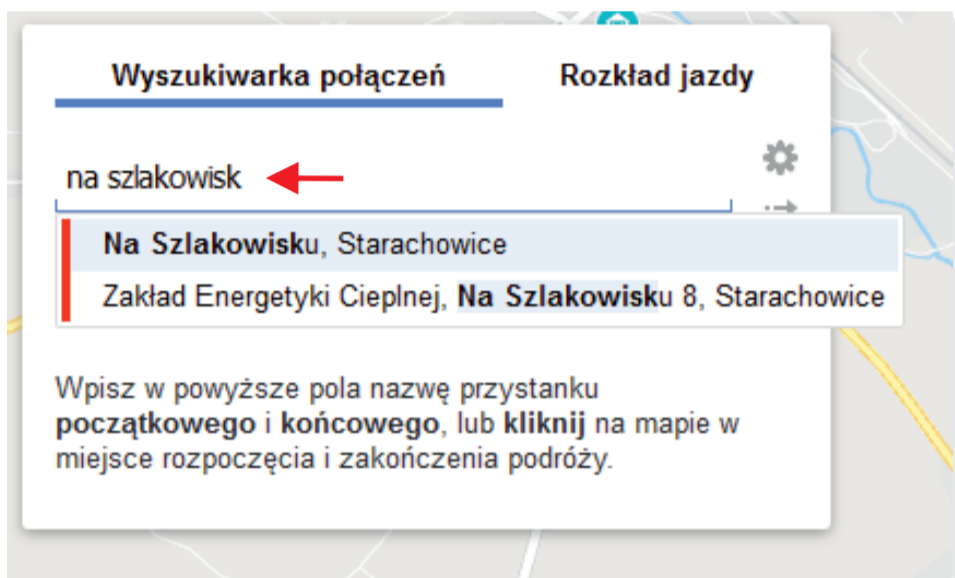 Wyszukiwarka połączeń Rozkład jazdy
na szlakowisk
Na Szlakowisku, Starachowice
Zakład Energetyki Cieplnej, Na Szlakowisku 8, Starachowice
Wpisz w powyższe pola nazwę przystanku
początkowego i końcowego, lub kliknij na mapie w
miejsce rozpoczęcia i zakończenia podróży.